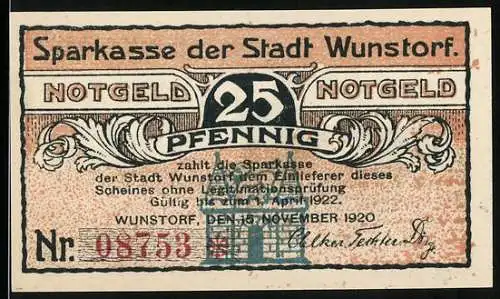 Sparkasse der Stadt Wunstorf.
NOTGELD 25 NOTGELD
PFENNIG
zahlt die Sparkasse
der Stadt Wunstorf dem Einlieferer dieses
Scheines ohne Legitimationsprüfung
Gültig bis zum 1. April 1922.
WUNSTORF, DEN 15. NOVEMBER 1920
Nr. 08753